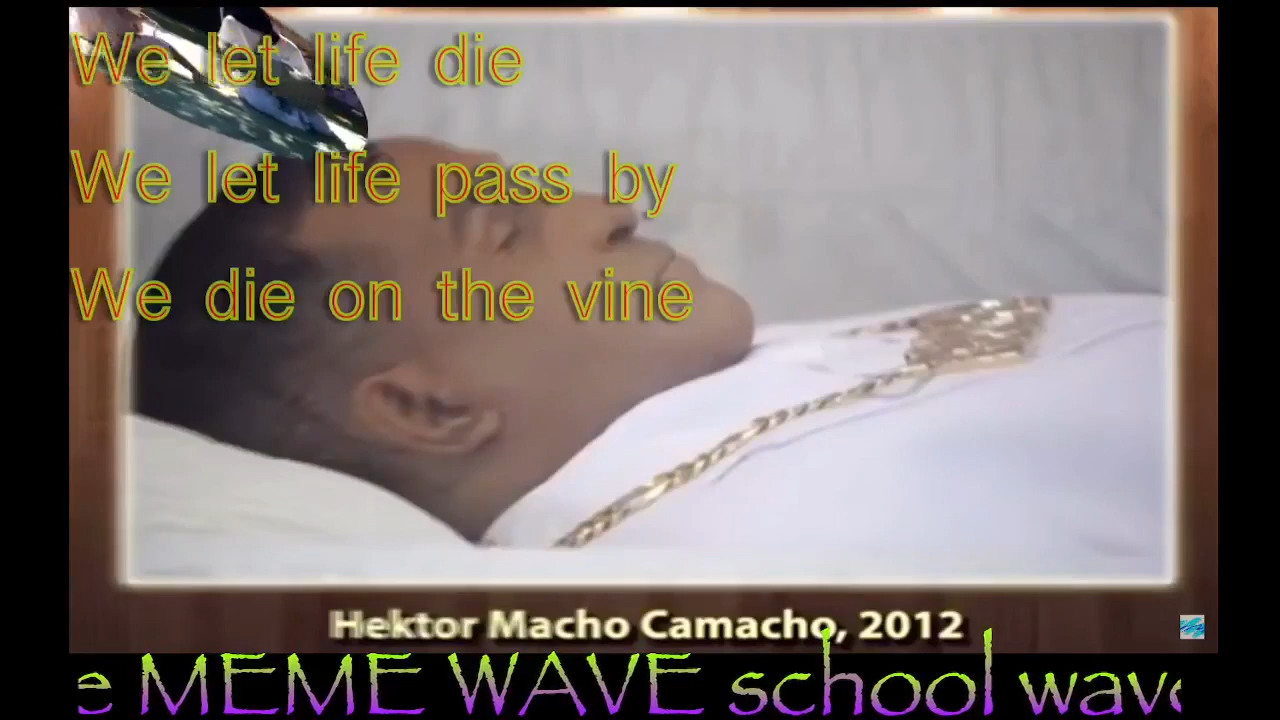 We let life die
We let life pass by
We die on the vine
Hektor Macho Camacho, 2012
e MEME WAVE school wave